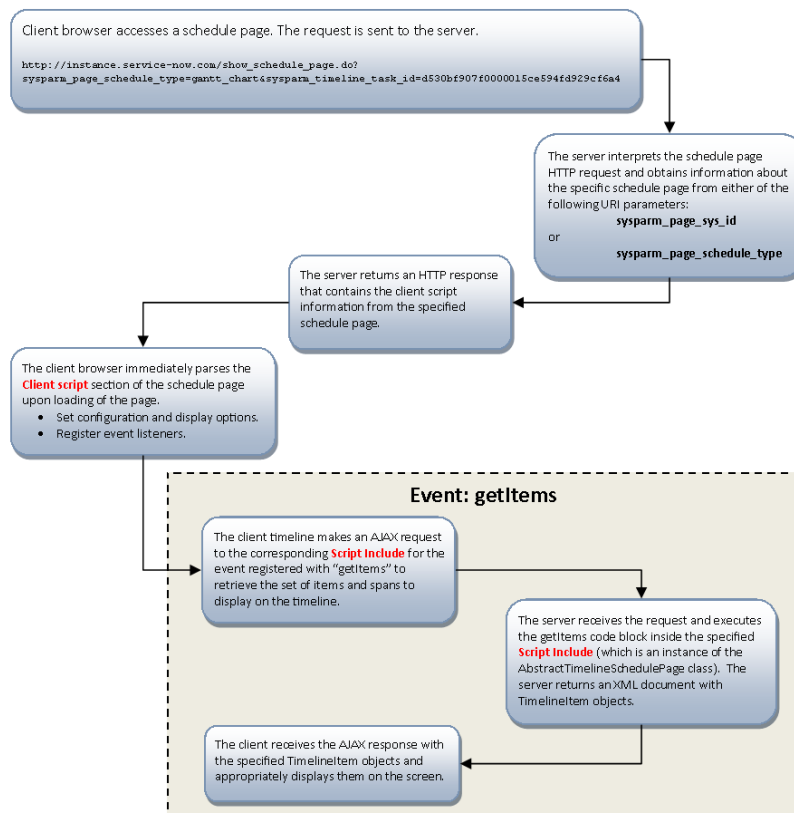 Client browser accesses a schedule page. The request is sent to the server.
http://instance.service-now.com/show_schedule_page.do?
sysparm_page_schedule_type=gantt_chart&sysparm_timeline_task_id=d530bf907f0000015ce594fd929cf6a4
The server interprets the schedule page
HTTP request and obtains information about
the specific schedule page from either of the
following URI parameters:
sysparm_page_sys_id
or
sysparm_page_schedule_type
The server returns an HTTP response
that contains the client script
information from the specified
schedule page.
The client browser immediately parses the
Client script section of the schedule page
upon loading of the page.
• Set configuration and display options.
• Register event listeners.
Event: getItems
The client timeline makes an AJAX request
to the corresponding Script Include for the
event registered with “getItems” to
retrieve the set of items and spans to
display on the timeline.
The server receives the request and executes
the getItems code block inside the specified
Script Include (which is an instance of the
AbstractTimelineSchedulePage class). The
server returns an XML document with
TimelineItem objects.
The client receives the AJAX response with
the specified TimelineItem objects and
appropriately displays them on the screen.